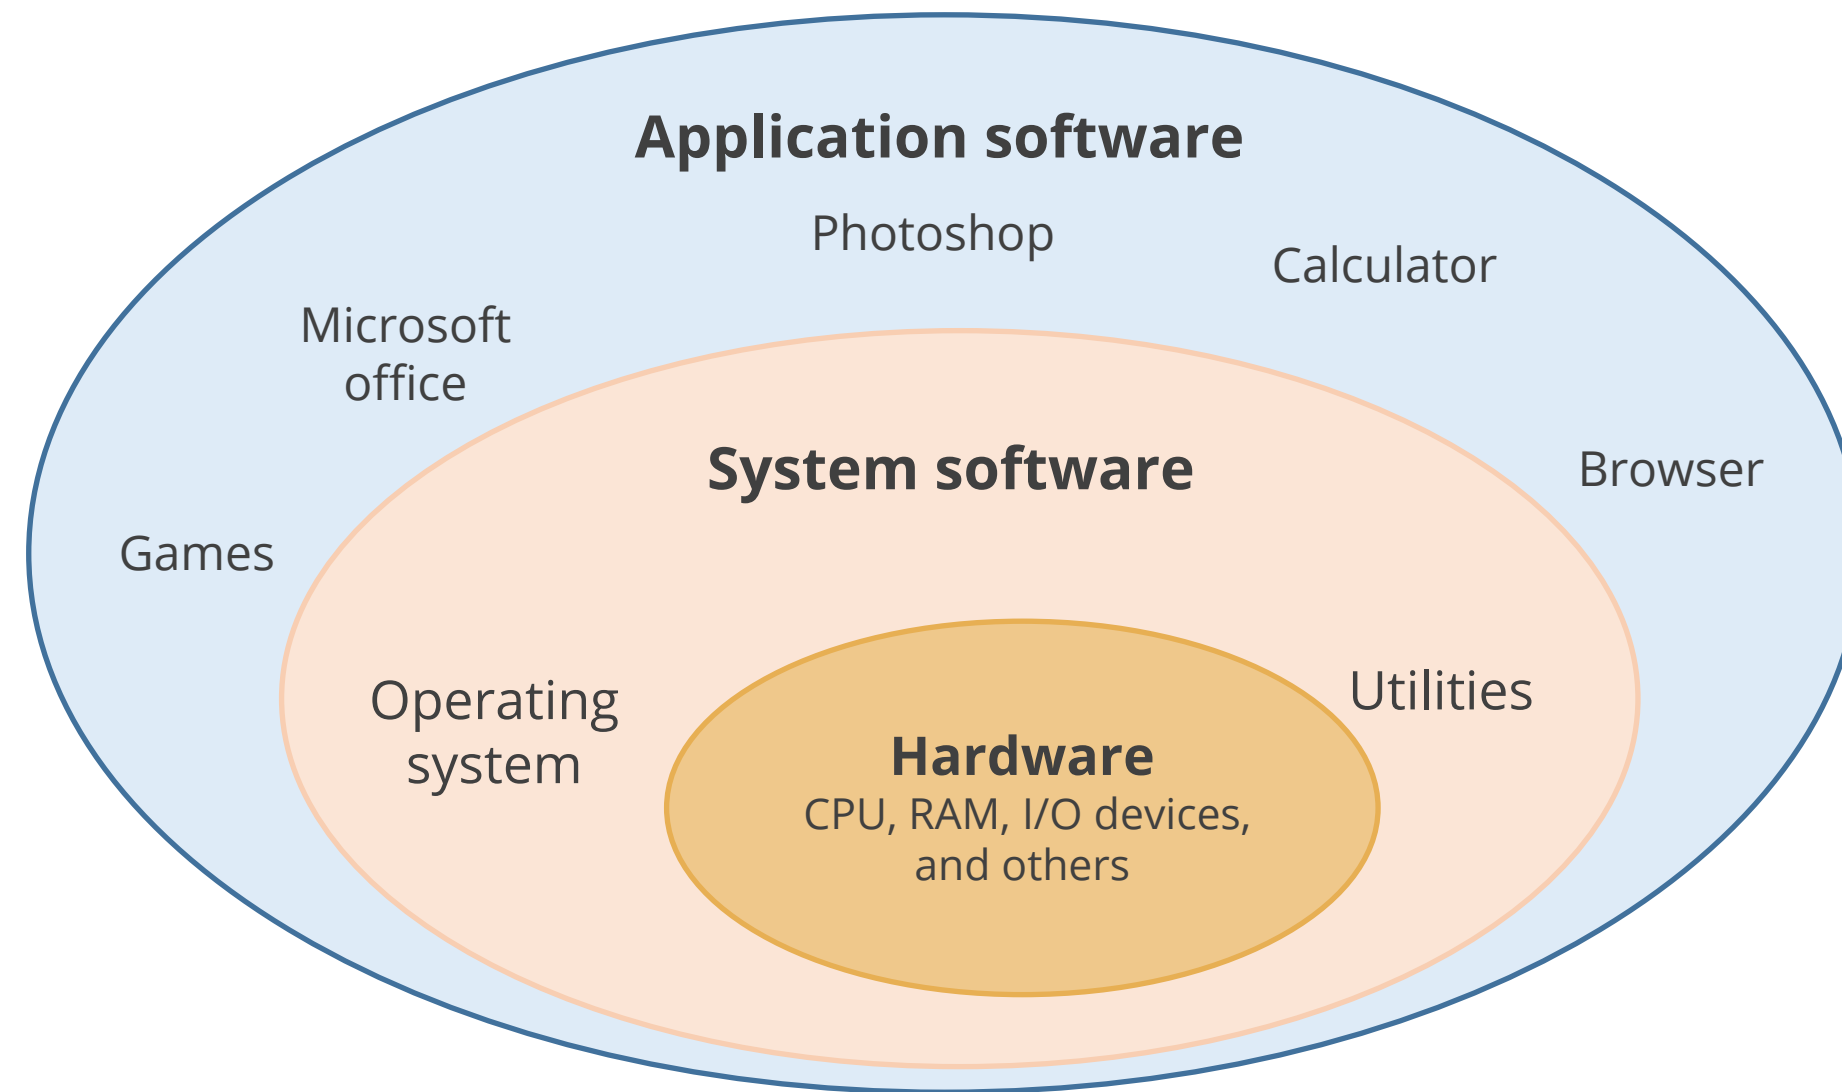 Application software
Photoshop
Calculator
Microsoft
office
System software
Browser
Games
Operating
system
Utilities
Hardware
CPU, RAM, I/O devices,
and others